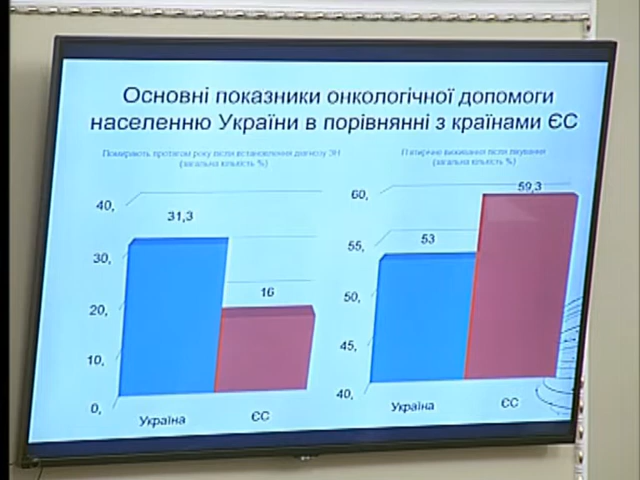 Основні показники онкологічної допомоги
населенню України в порівнянні з країнами ЄС
Помирають протягом року після встановлення діагнозу ЗН
(загальна кількість %)
40,
30,
20,
10,
0,
31,3
16
Україна
ЄС
П'ятирічне виживання після лікування
(загальна кількість %)
60,
55,
50,
45,
40,
53
59,3
Україна
ЄС